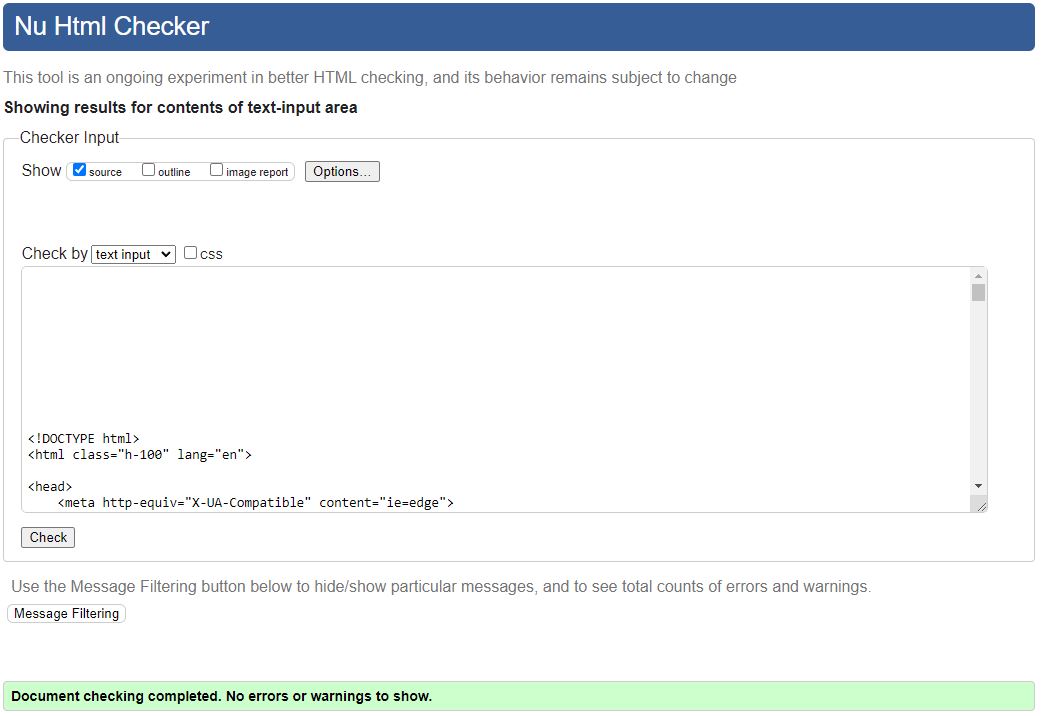 Nu Html Checker
This tool is an ongoing experiment in better HTML checking, and its behavior remains subject to change
Showing results for contents of text-input area
Checker Input
Show source outline image report Options...
Check by text input css
<!DOCTYPE html>
<html class="h-100" lang="en">
<head>
<meta http-equiv="X-UA-Compatible" content="ie=edge">
Check
Use the Message Filtering button below to hide/show particular messages, and to see total counts of errors and warnings.
Message Filtering
Document checking completed. No errors or warnings to show.